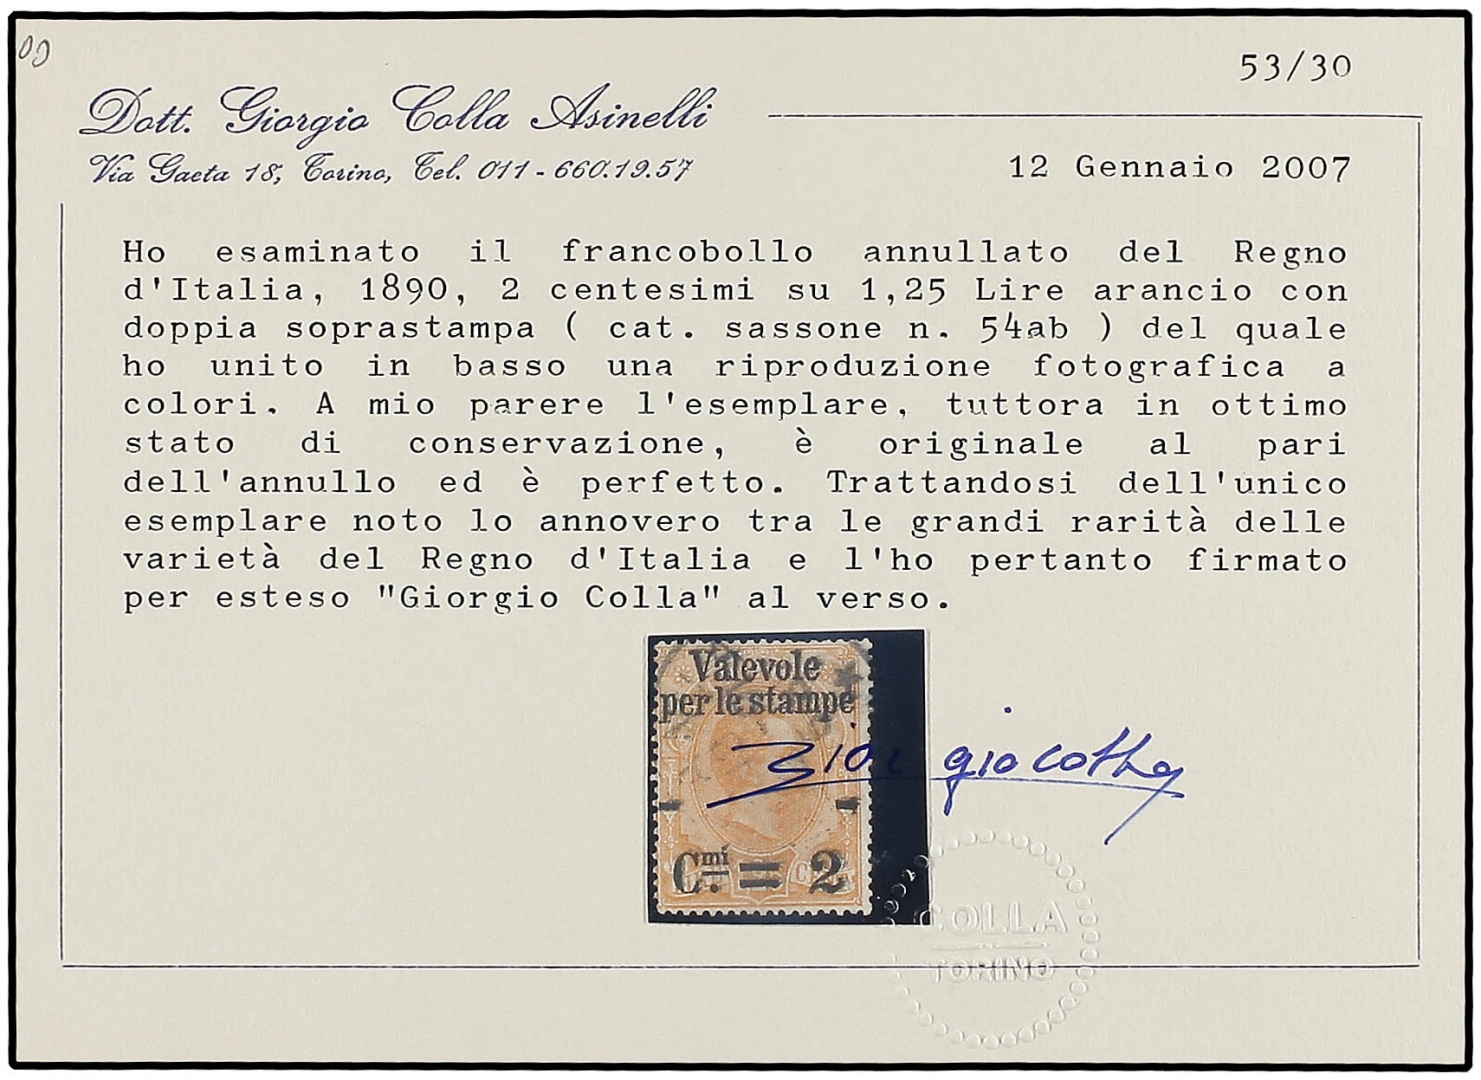 53/30
Dott. Giorgio Colla Asinelli
Via Gaeta 18, Torino, Tel. 011-660.19.57
12 Gennaio 2007
Ho esaminato il francobollo annullato del Regno
d'Italia, 1890, 2 centesimi su 1,25 Lire arancio con
doppia soprastampa ( cat. sassone n. 54ab ) del quale
ho unito in basso una riproduzione fotografica a
colori. A mio parere l'esemplare, tuttora in ottimo
stato di conservazione, è originale al pari
dell'annullo ed è perfetto. Trattandosi dell'unico
esemplare noto lo annovero tra le grandi rarità delle
varietà del Regno d'Italia e l'ho pertanto firmato
per esteso "Giorgio Colla" al verso.
Valevole
per le stampe
Cmi. = 2
Giorgio Colla
COLLA
TORINO